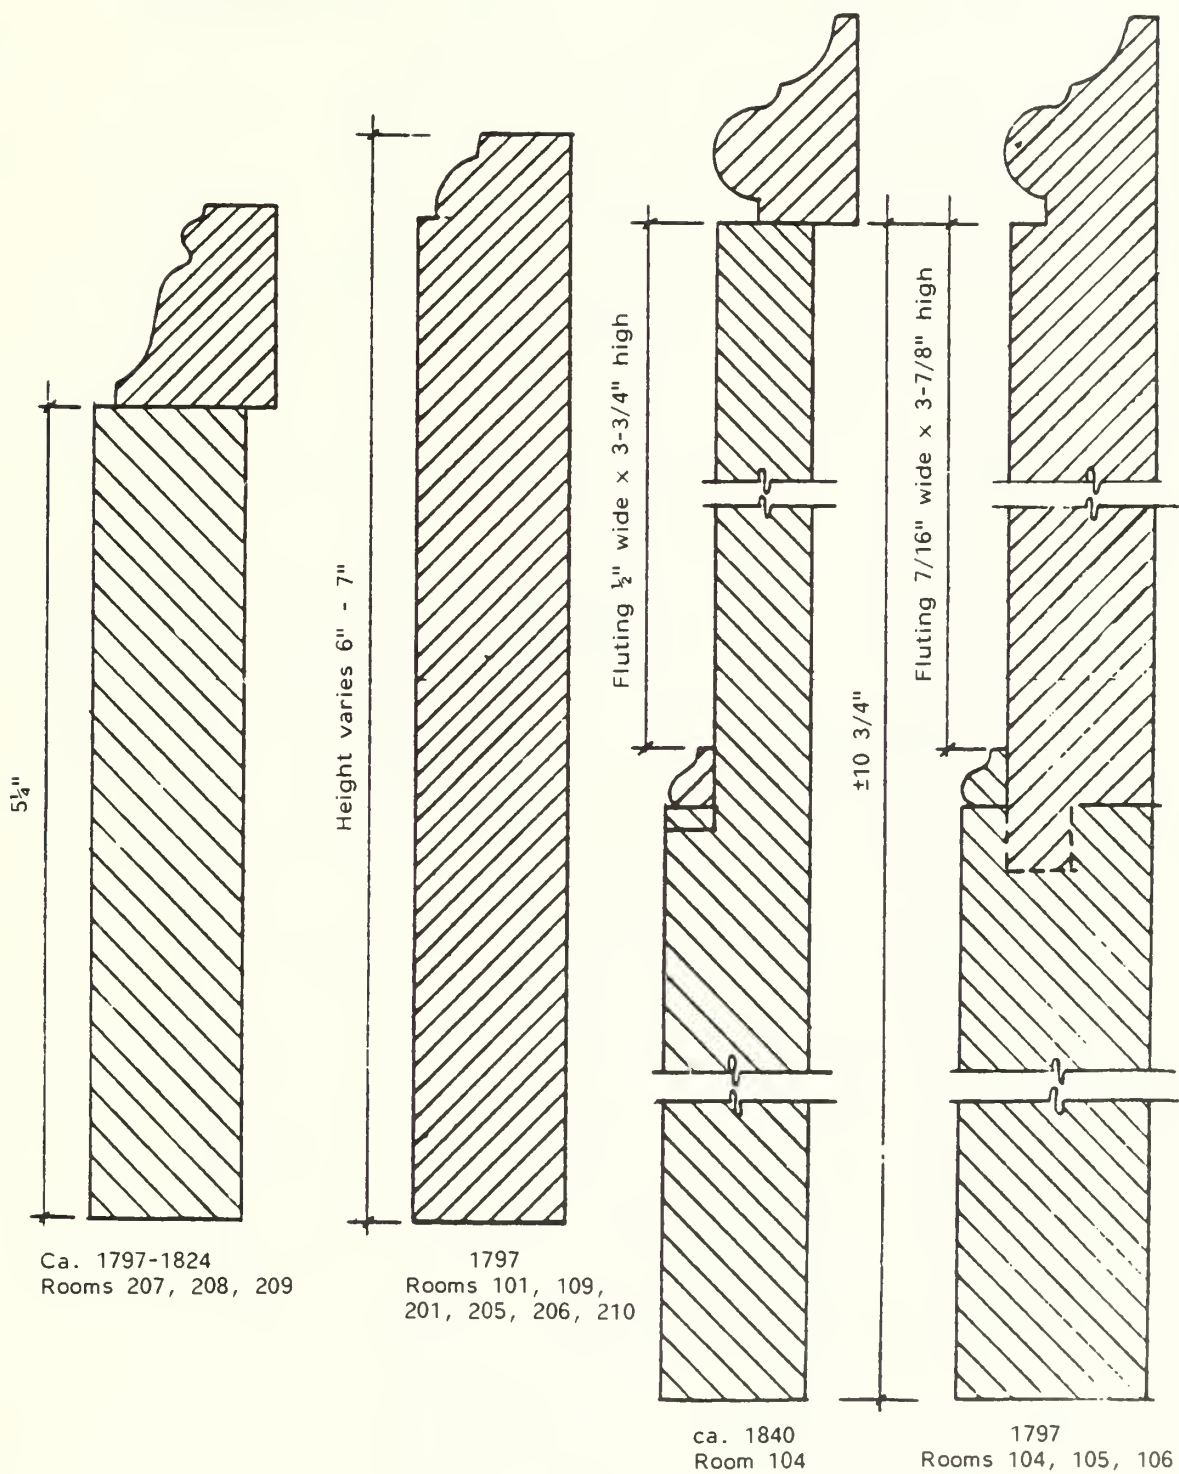 5¼"
Height varies 6" - 7"
Fluting ½" wide × 3-3/4" high
±10 3/4"
Fluting 7/16" wide × 3-7/8" high
Ca. 1797-1824
Rooms 207, 208, 209
1797
Rooms 101, 109,
201, 205, 206, 210
ca. 1840
Room 104
1797
Rooms 104, 105, 106